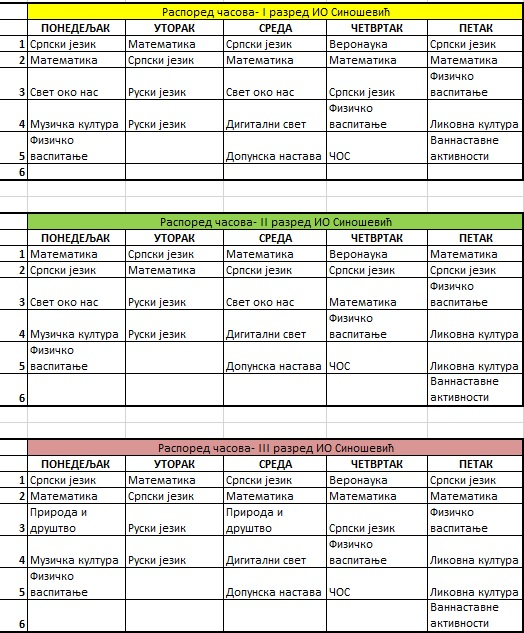 Распоред часова- I разред ИО Синошевић
ПОНЕДЕЉАК УТОРАК СРЕДА ЧЕТВРТАК ПЕТАК
1 Српски језик Математика Српски језик Веронаука Српски језик
2 Математика Српски језик Математика Математика Математика
3 Свет око нас Руски језик Свет око нас Српски језик Физичко васпитање
4 Музичка култура Руски језик Дигитални свет Физичко васпитање Ликовна култура
5 Физичко васпитање Допунска настава ЧОС Ваннаставне активности
6
Распоред часова- II разред ИО Синошевић
ПОНЕДЕЉАК УТОРАК СРЕДА ЧЕТВРТАК ПЕТАК
1 Математика Српски језик Математика Веронаука Математика
2 Српски језик Математика Српски језик Српски језик Српски језик
3 Свет око нас Руски језик Свет око нас Математика Физичко васпитање
4 Музичка култура Руски језик Дигитални свет Физичко васпитање Ликовна култура
5 Физичко васпитање Допунска настава ЧОС Ликовна култура
6 Ваннаставне активности
Распоред часова- III разред ИО Синошевић
ПОНЕДЕЉАК УТОРАК СРЕДА ЧЕТВРТАК ПЕТАК
1 Српски језик Математика Српски језик Веронаука Српски језик
2 Математика Српски језик Математика Математика Математика
3 Природа и друштво Руски језик Природа и друштво Српски језик Физичко васпитање
4 Музичка култура Руски језик Дигитални свет Физичко васпитање Ликовна култура
5 Физичко васпитање Допунска настава ЧОС Ликовна култура
6 Ваннаставне активности